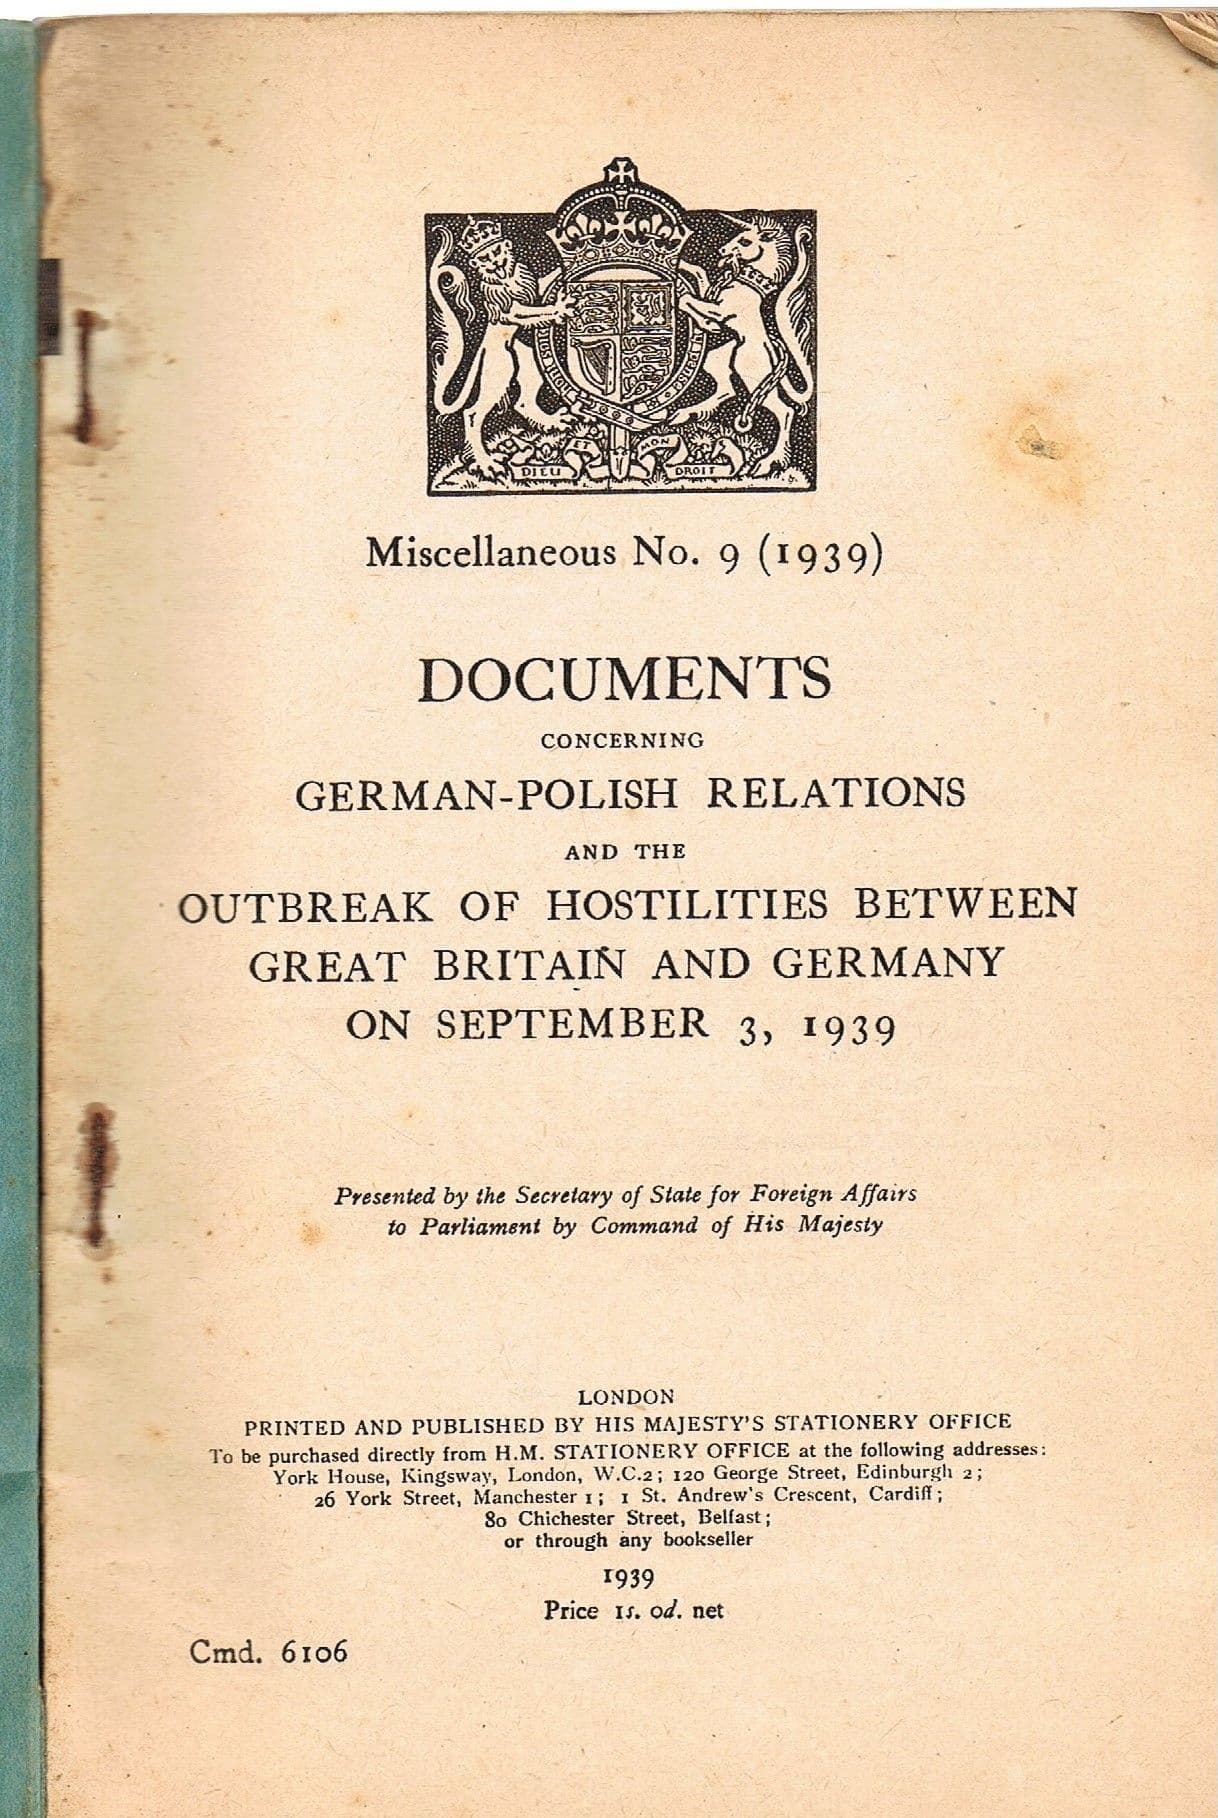 DIEU ET MON DROIT
Miscellaneous No. 9 (1939)
DOCUMENTS
CONCERNING
GERMAN-POLISH RELATIONS
AND THE
OUTBREAK OF HOSTILITIES BETWEEN
GREAT BRITAIN AND GERMANY
ON SEPTEMBER 3, 1939
Presented by the Secretary of State for Foreign Affairs
to Parliament by Command of His Majesty
LONDON
PRINTED AND PUBLISHED BY HIS MAJESTY'S STATIONERY OFFICE
To be purchased directly from H.M. STATIONERY OFFICE at the following addresses:
York House, Kingsway, London, W.C.2; 120 George Street, Edinburgh 2;
26 York Street, Manchester 1; 1 St. Andrew's Crescent, Cardiff;
80 Chichester Street, Belfast;
or through any bookseller
1939
Price 1s. 0d. net
Cmd. 6106